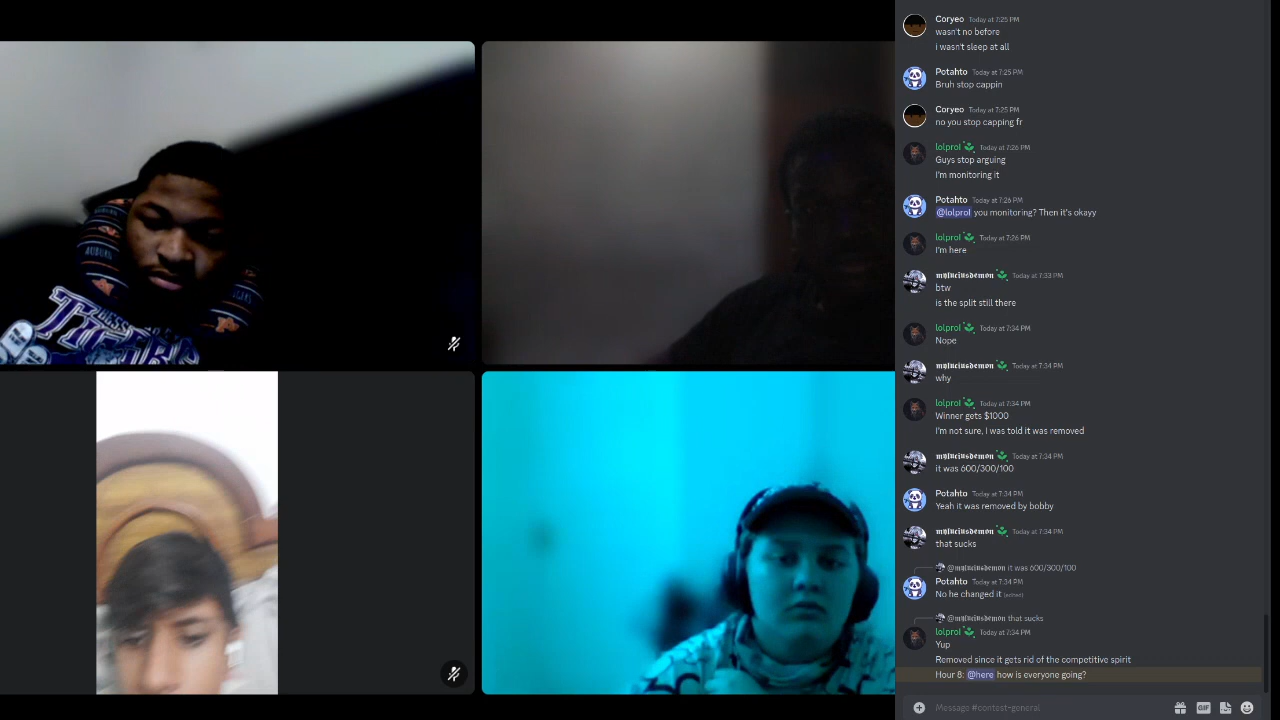 Coryeo Today at 7:25 PM
wasn't no before
i wasn't sleep at all
Potahto Today at 7:25 PM
Bruh stop cappin
Coryeo Today at 7:25 PM
no you stop capping fr
lolprol Today at 7:26 PM
Guys stop arguing
I'm monitoring it
Potahto Today at 7:26 PM
@lolprol you monitoring? Then it's okayy
lolprol Today at 7:26 PM
I'm here
myluciusdemon Today at 7:33 PM
btw
is the split still there
lolprol Today at 7:34 PM
Nope
myluciusdemon Today at 7:34 PM
why
lolprol Today at 7:34 PM
Winner gets $1000
I'm not sure, I was told it was removed
myluciusdemon Today at 7:34 PM
it was 600/300/100
Potahto Today at 7:34 PM
Yeah it was removed by bobby
myluciusdemon Today at 7:34 PM
that sucks
@myluciusdemon it was 600/300/100
Potahto Today at 7:34 PM
No he changed it (edited)
@myluciusdemon that sucks
lolprol Today at 7:34 PM
Yup
Removed since it gets rid of the competitive spirit
Hour 8: @here how is everyone going?
Message #contest-general
GIF
AUBURN
TIGERS